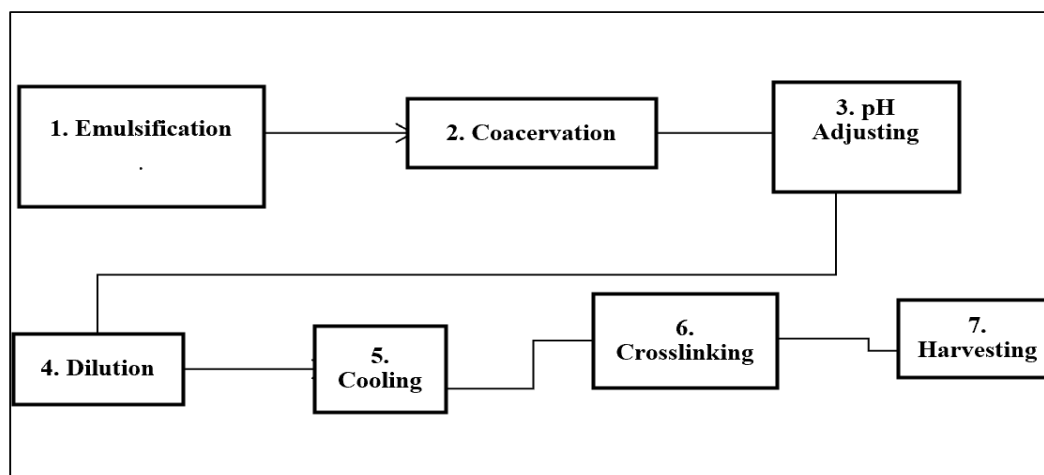 1. Emulsification
.
2. Coacervation
3. pH
Adjusting
4. Dilution
5.
Cooling
6.
Crosslinking
7.
Harvesting